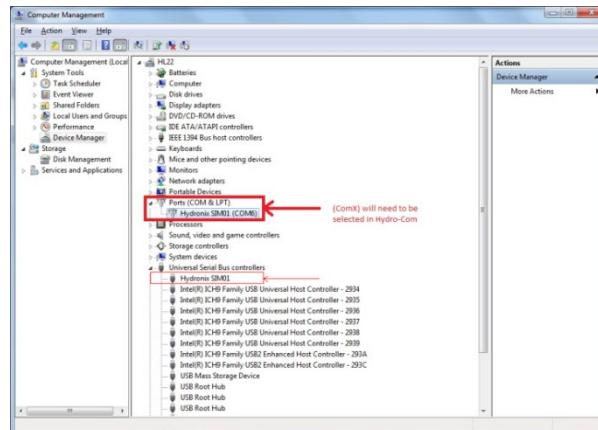 Computer Management
File Action View Help
Computer Management (Local
System Tools
Task Scheduler
Event Viewer
Shared Folders
Local Users and Groups
Performance
Device Manager
Storage
Disk Management
Services and Applications
HL22
Batteries
Computer
Disk drives
Display adapters
DVD/CD-ROM drives
IDE ATA/ATAPI controllers
IEEE 1394 Bus host controllers
Keyboards
Mice and other pointing devices
Monitors
Network adapters
Portable Devices
Ports (COM & LPT)
Hydronix SIM01 (COM6)
Processors
Sound, video and game controllers
Storage controllers
System devices
Universal Serial Bus controllers
Hydronix SIM01
Intel(R) ICH9 Family USB Universal Host Controller - 2934
Intel(R) ICH9 Family USB Universal Host Controller - 2935
Intel(R) ICH9 Family USB Universal Host Controller - 2936
Intel(R) ICH9 Family USB Universal Host Controller - 2937
Intel(R) ICH9 Family USB Universal Host Controller - 2938
Intel(R) ICH9 Family USB Universal Host Controller - 2939
Intel(R) ICH9 Family USB2 Enhanced Host Controller - 293A
Intel(R) ICH9 Family USB2 Enhanced Host Controller - 293C
USB Mass Storage Device
USB Root Hub
USB Root Hub
USB Root Hub
(ComX) will need to be
selected in Hydro-Com
Actions
Device Manager
More Actions